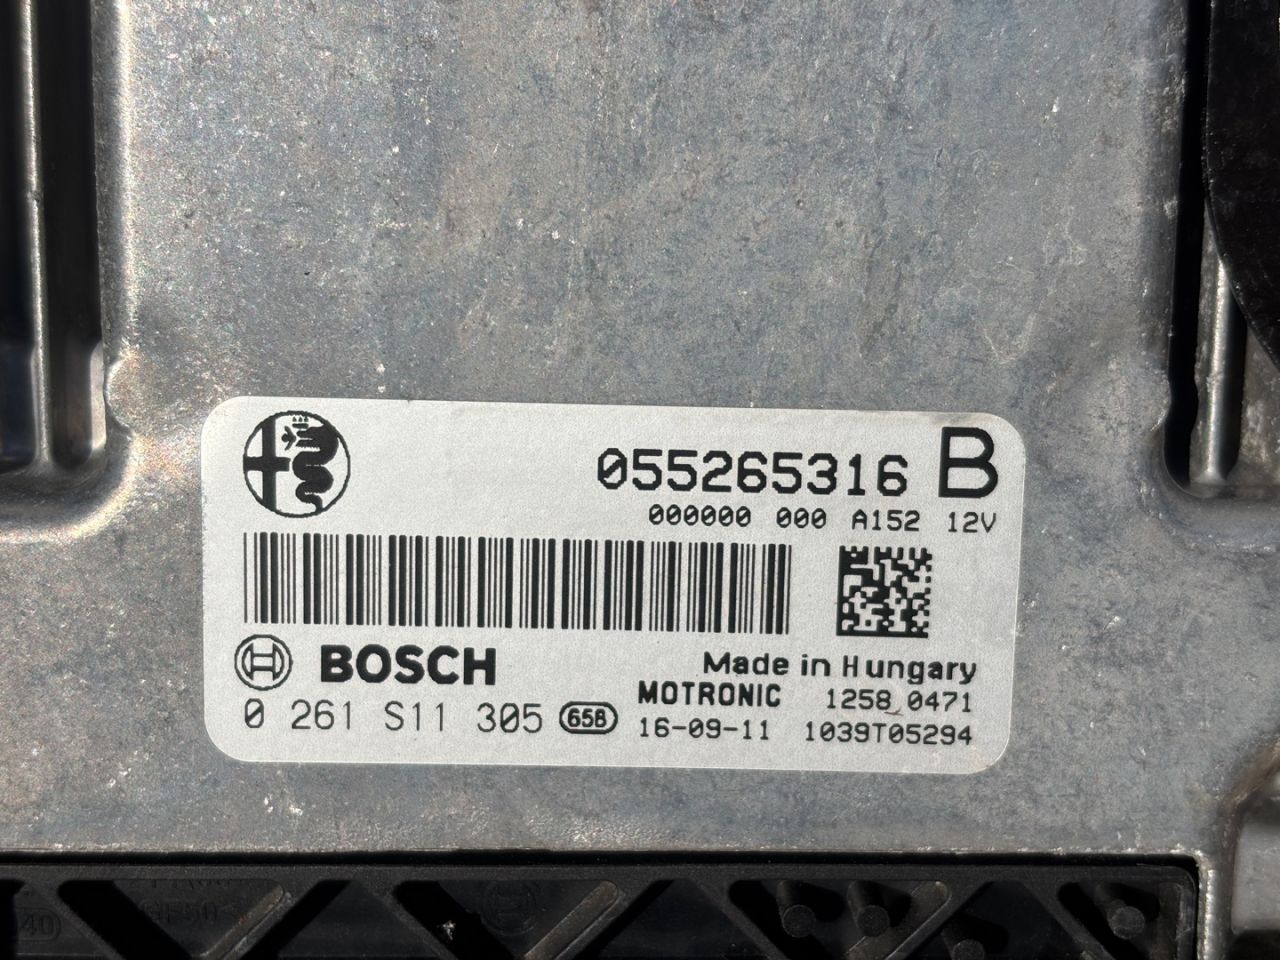 055265316 B
000000 000 A152 12V
BOSCH
Made in Hungary
MOTRONIC 1258 0471
0 261 S11 305 658 16-09-11 1039T05294